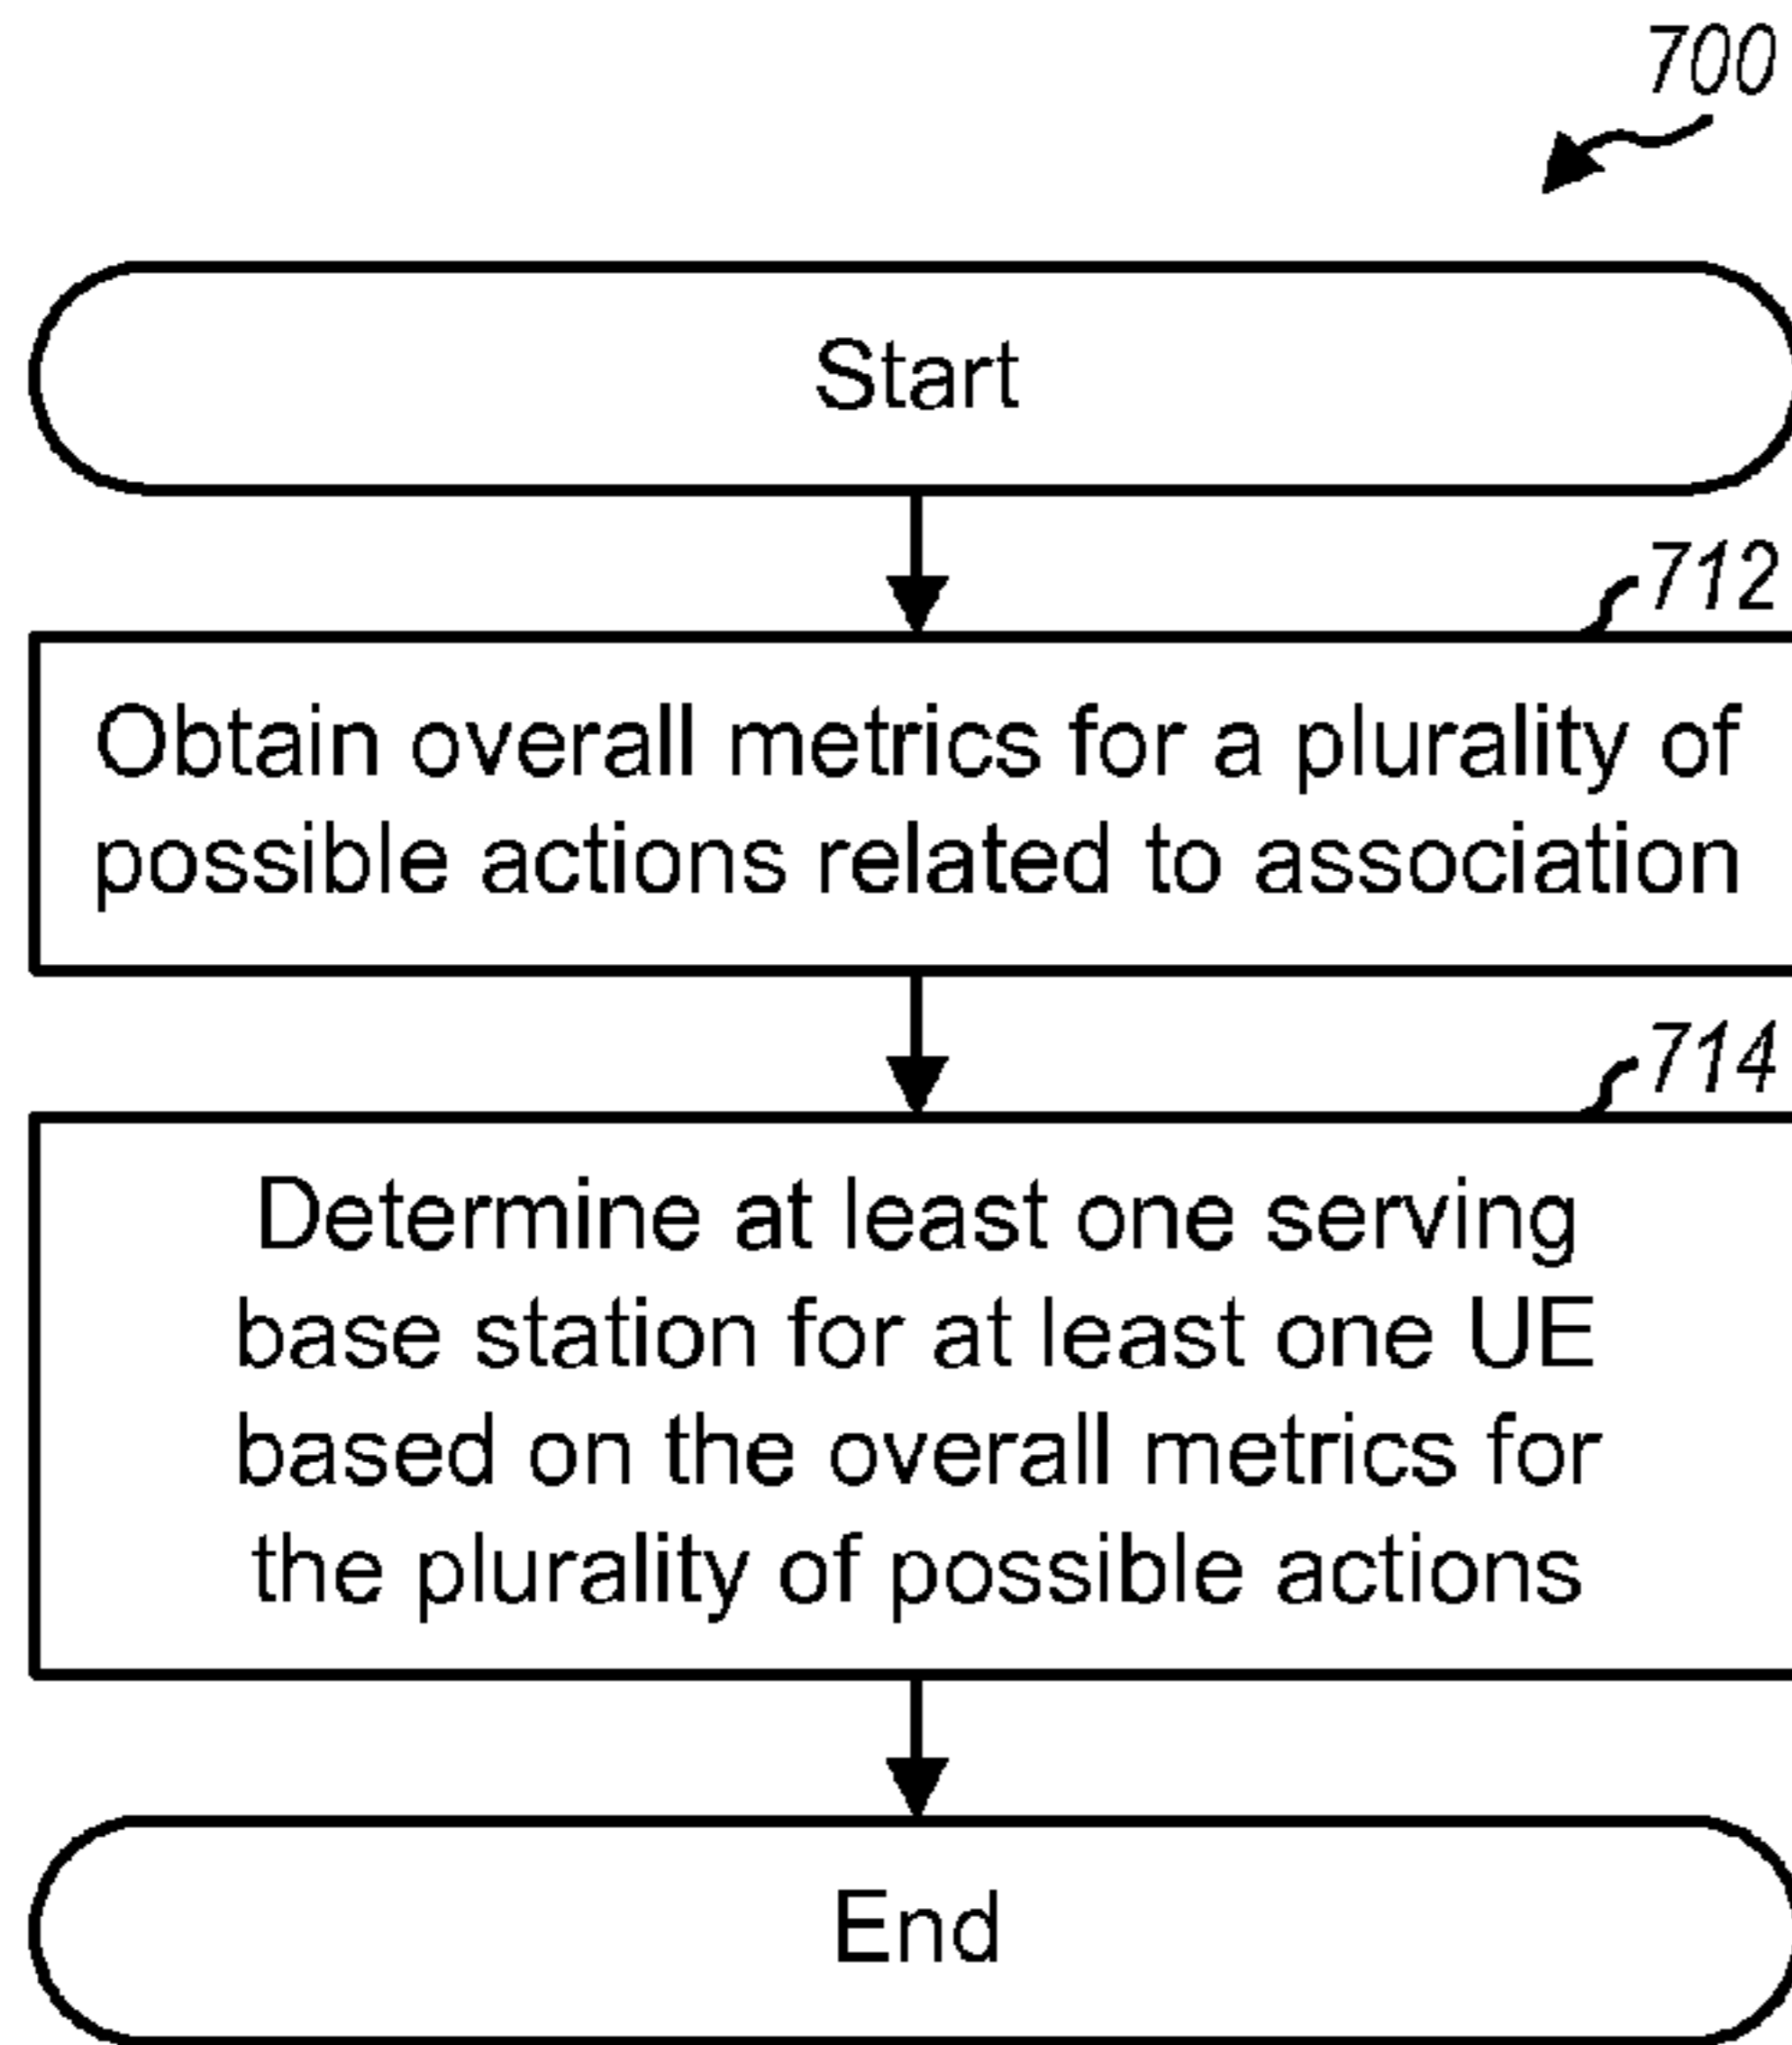 700
Start
712
Obtain overall metrics for a plurality of
possible actions related to association
714
Determine at least one serving
base station for at least one UE
based on the overall metrics for
the plurality of possible actions
End